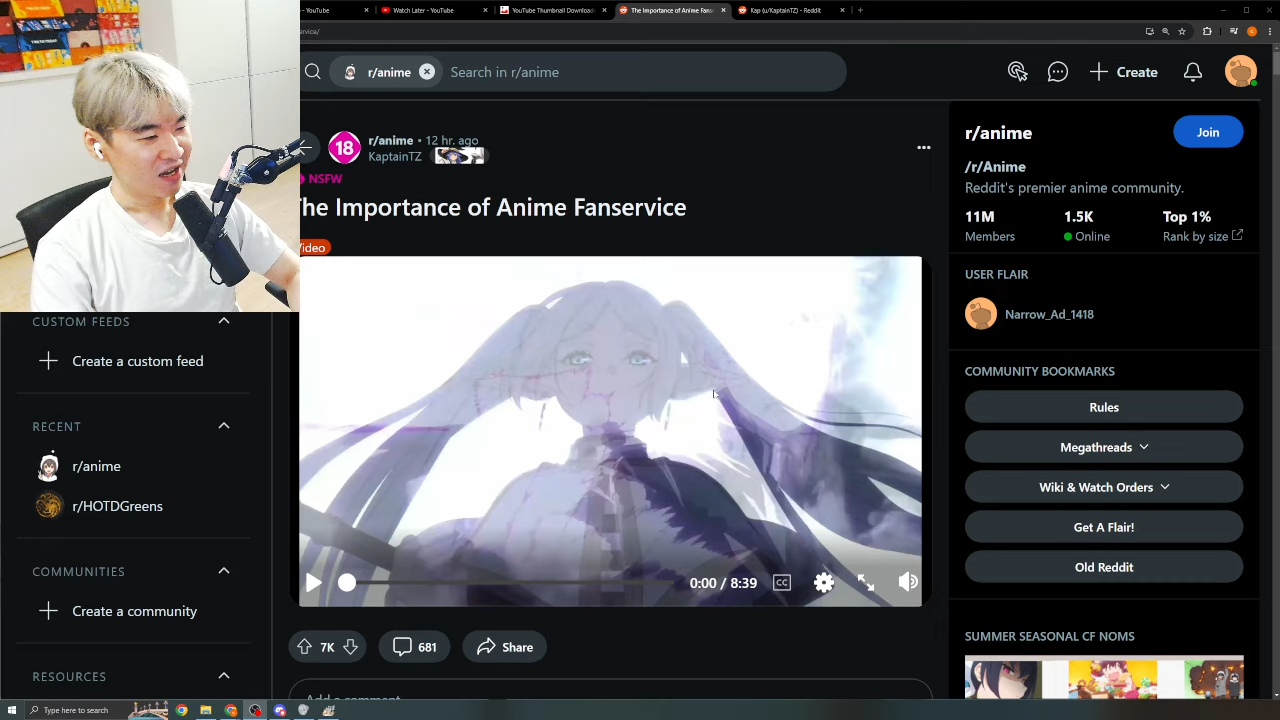 - YouTube
Watch Later - YouTube
YouTube Thumbnail Download
The Importance of Anime Fans
Kap (u/KaptainTZ) - Reddit
service/
r/anime
Search in r/anime
Create
18
r/anime • 12 hr. ago
KaptainTZ
NSFW
The Importance of Anime Fanservice
Video
0:00 / 8:39
CC
7K
681
Share
Add a comment
CUSTOM FEEDS
Create a custom feed
RECENT
r/anime
r/HOTDGreens
COMMUNITIES
Create a community
RESOURCES
r/anime
Join
/r/Anime
Reddit's premier anime community.
11M
1.5K
Top 1%
Members
Online
Rank by size
USER FLAIR
Narrow_Ad_1418
COMMUNITY BOOKMARKS
Rules
Megathreads
Wiki & Watch Orders
Get A Flair!
Old Reddit
SUMMER SEASONAL CF NOMS
Type here to search